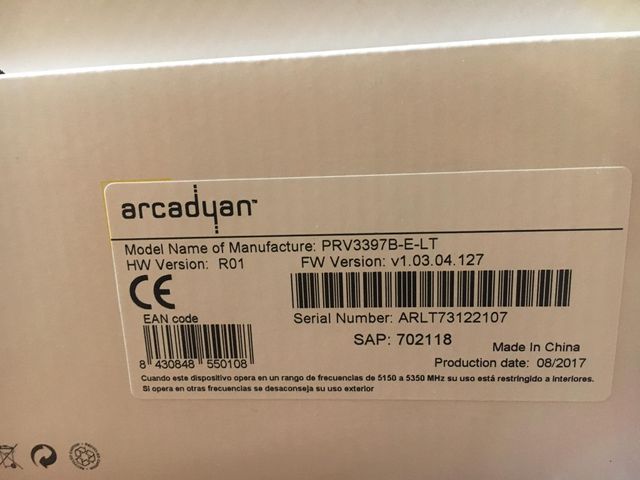 arcadyan™
Model Name of Manufacture: PRV3397B-E-LT
HW Version: R01 FW Version: v1.03.04.127
CE
EAN code
Serial Number: ARLT73122107
SAP: 702118
Made In China
8 430848 550108
Production date: 08/2017
Cuando este dispositivo opera en un rango de frecuencias de 5150 a 5350 MHz su uso está restringido a interiores.
Si opera en otras frecuencias se desaconseja su uso exterior